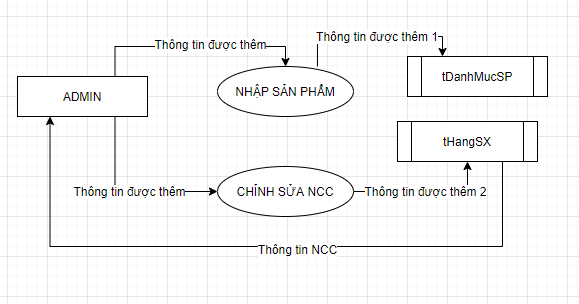 Thông tin được thêm 1
Thông tin được thêm
tDanhMucSP
NHẬP SẢN PHẨM
ADMIN
tHangSX
Thông tin được thêm
CHỈNH SỬA NCC
Thông tin được thêm 2
Thông tin NCC